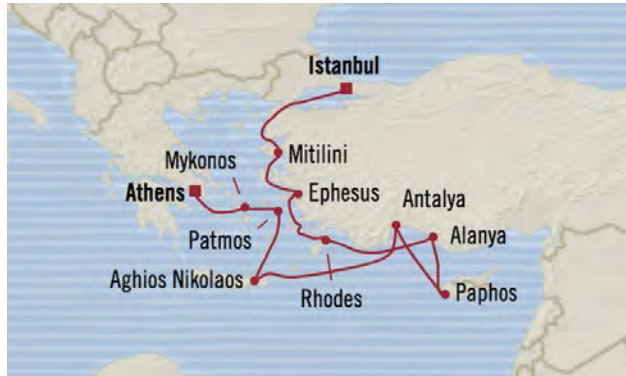 Istanbul
Mitilini
Mykonos
Ephesus
Athens
Antalya
Patmos
Alanya
Aghios Nikolaos
Rhodes
Paphos